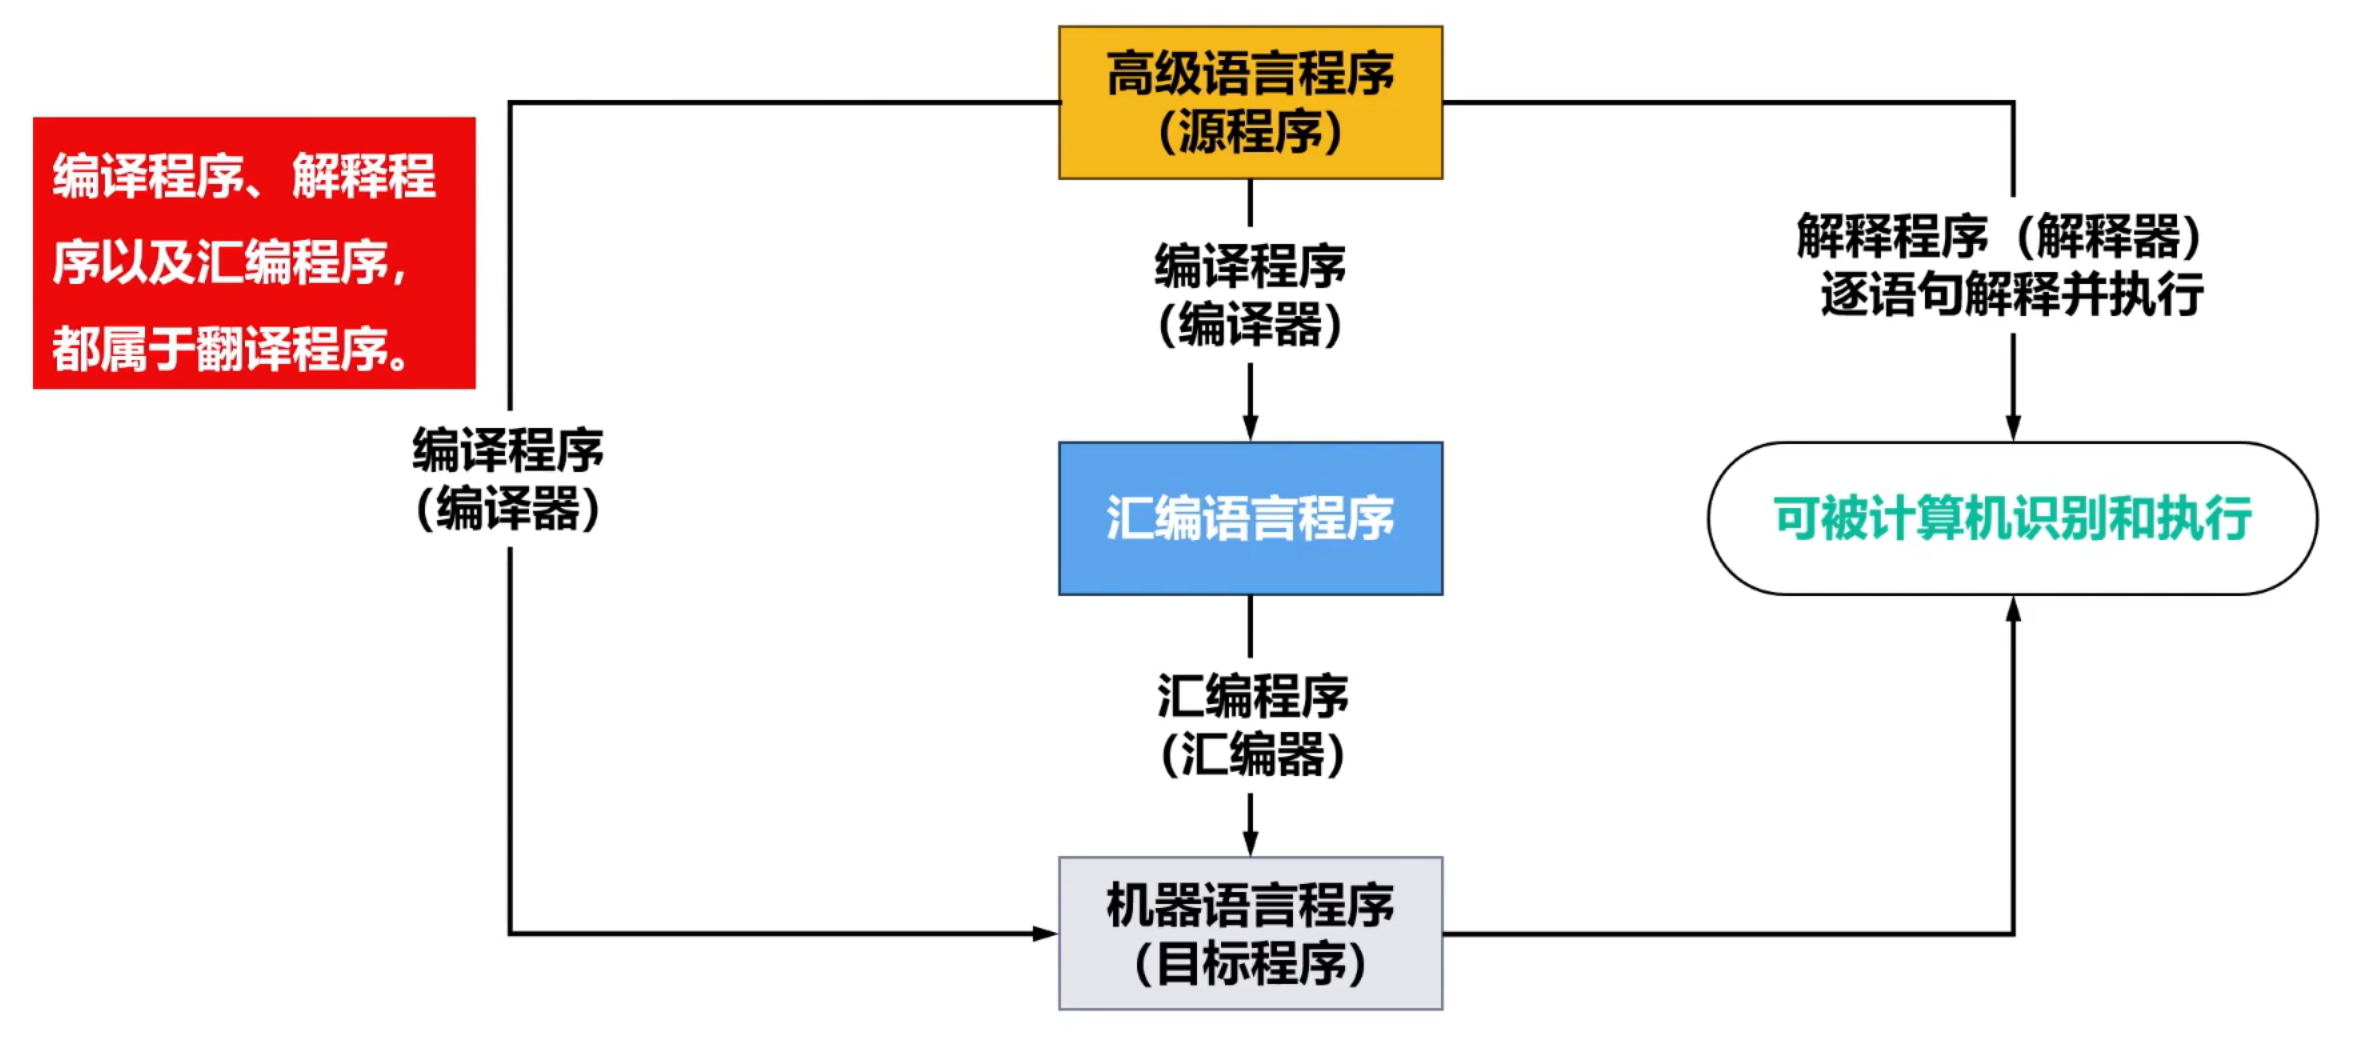 高级语言程序
(源程序)
编译程序、解释程
序以及汇编程序，
都属于翻译程序。
编译程序
(编译器)
解释程序（解释器）
逐语句解释并执行
编译程序
(编译器)
汇编语言程序
可被计算机识别和执行
汇编程序
(汇编器)
机器语言程序
(目标程序)